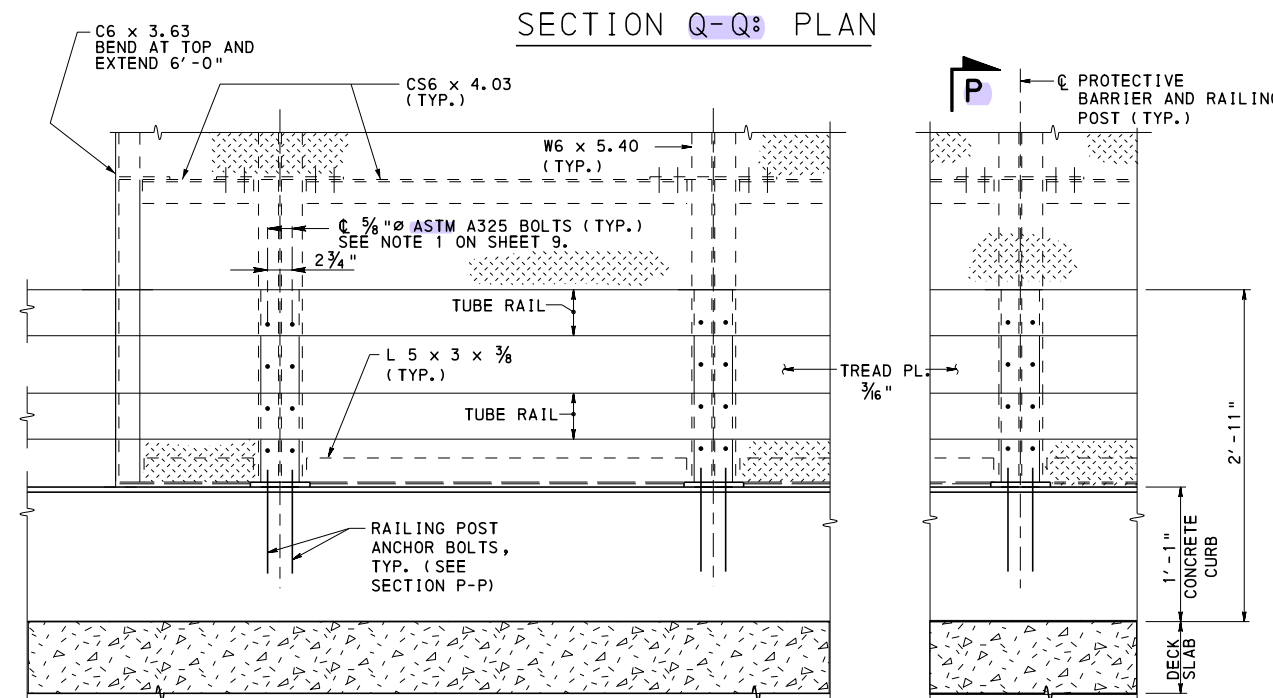 SECTION Q-Q: PLAN
C6 x 3.63
BEND AT TOP AND
EXTEND 6'-0"
CS6 x 4.03
(TYP.)
P
℄ PROTECTIVE
BARRIER AND RAILING
POST (TYP.)
W6 x 5.40
(TYP.)
℄ 5/8"Ø ASTM A325 BOLTS (TYP.)
SEE NOTE 1 ON SHEET 9.
2 3/4"
TUBE RAIL
L 5 x 3 x 3/8
(TYP.)
TREAD PL.
3/16"
TUBE RAIL
2'-11"
RAILING POST
ANCHOR BOLTS,
TYP. (SEE
SECTION P-P)
1'-1"
CONCRETE
CURB
DECK
SLAB